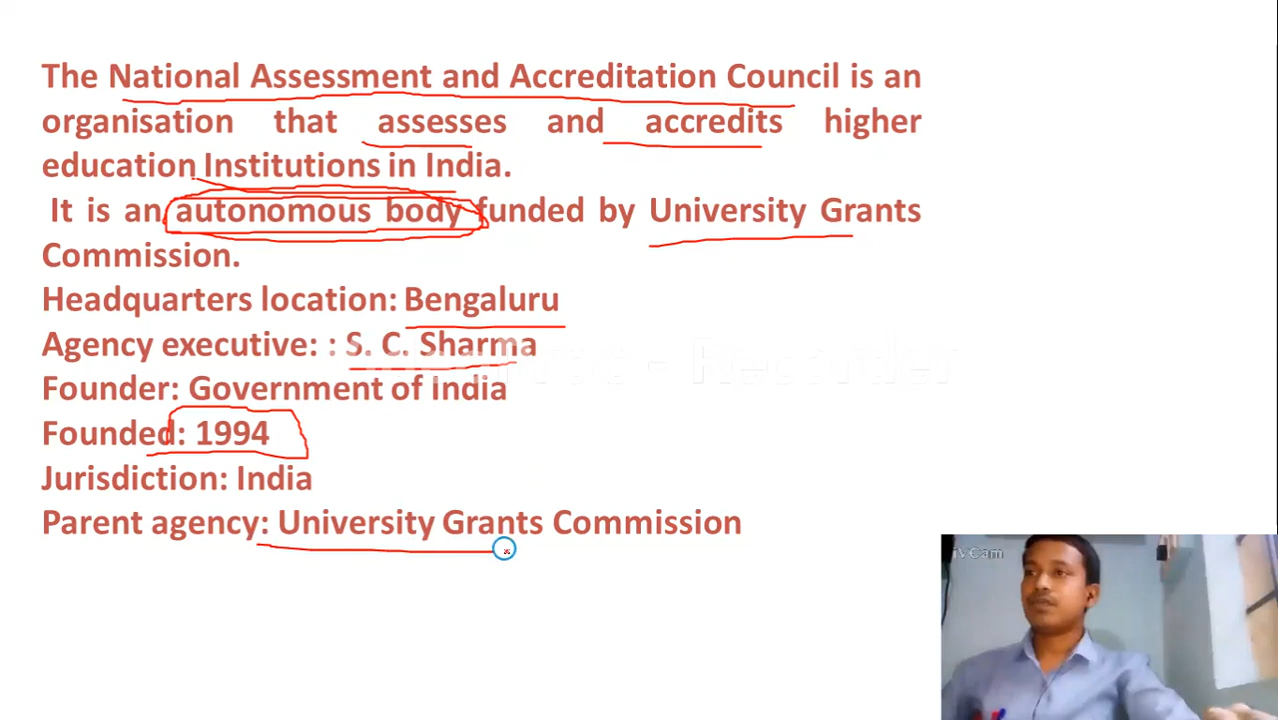 The National Assessment and Accreditation Council is an
organisation that assesses and accredits higher
education Institutions in India.
It is an autonomous body funded by University Grants
Commission.
Headquarters location: Bengaluru
Agency executive: : S. C. Sharma
Founder: Government of India
Founded: 1994
Jurisdiction: India
Parent agency: University Grants Commission
iVCam
- Recorder